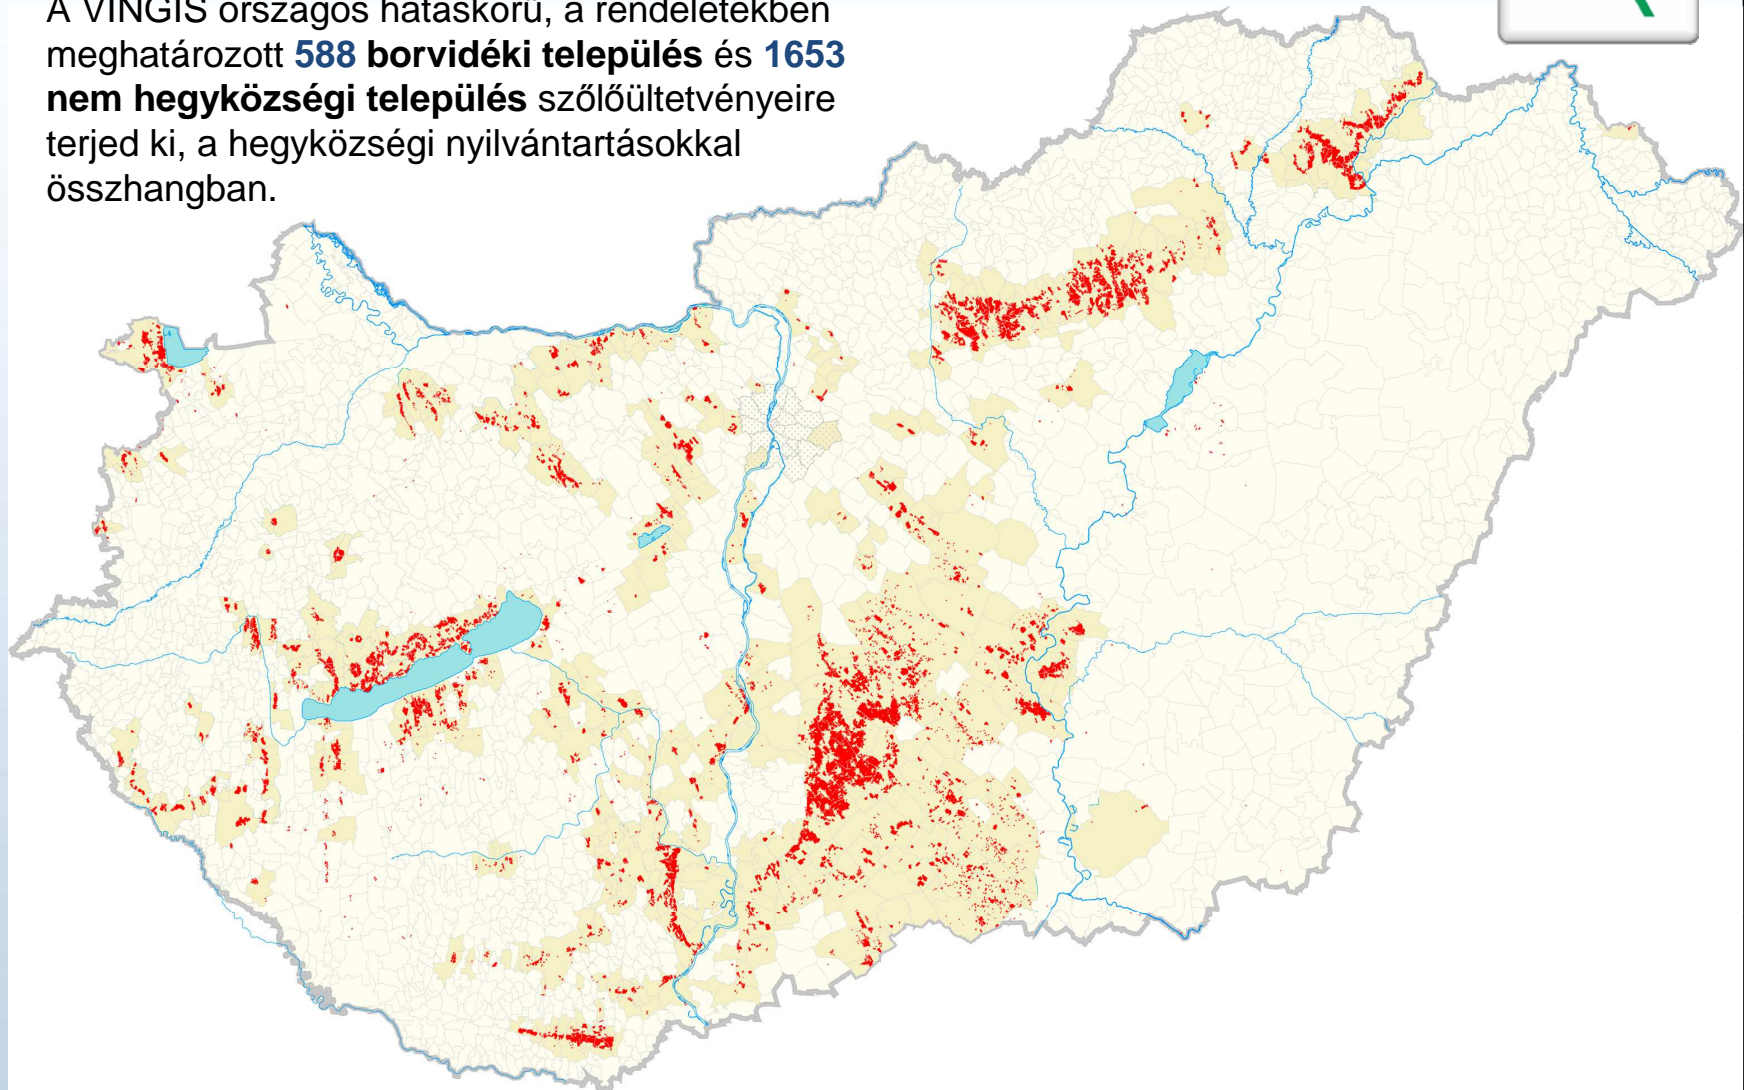 A VINGIS országos hatáskörű, a rendeletekben
meghatározott 588 borvidéki település és 1653
nem hegyközségi település szőlőültetvényeire
terjed ki, a hegyközségi nyilvántartásokkal
összhangban.